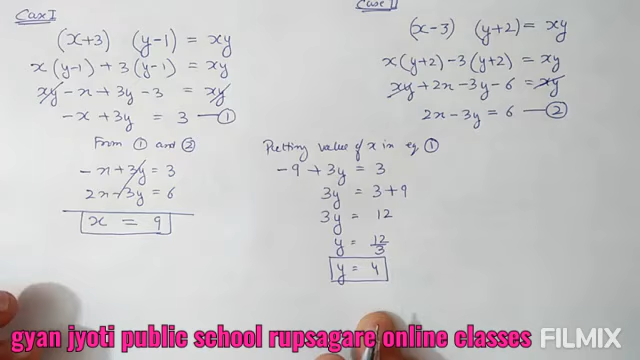 Case I
(x+3) (y-1) = xy
x(y-1) + 3(y-1) = xy
xy - x + 3y - 3 = xy
-x + 3y = 3 — ①
From ① and ②
-x + 3y = 3
2x - 3y = 6
x = 9
Case II
(x-3) (y+2) = xy
x(y+2) - 3(y+2) = xy
xy + 2x - 3y - 6 = xy
2x - 3y = 6 — ②
Putting value of x in eq ①
-9 + 3y = 3
3y = 3+9
3y = 12
y = 12/3
y = 4
gyan jyoti public school rupsagare online classes
FILMIX